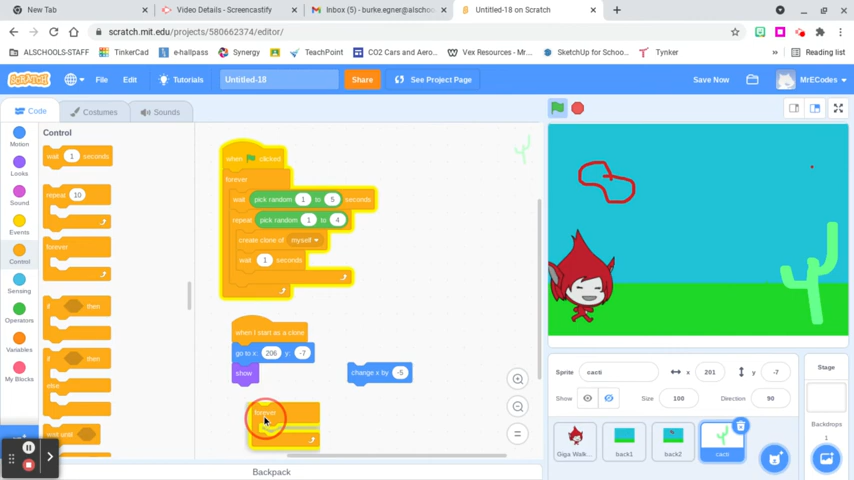 New Tab
Video Details - Screencastify
Inbox (5) - burke.egner@alschoo
Untitled-18 on Scratch
scratch.mit.edu/projects/580662374/editor/
ALSCHOOLS-STAFF
TinkerCad
e-hallpass
Synergy
TeachPoint
CO2 Cars and Aero...
Vex Resources - Mr...
SketchUp for Schoo...
Tynker
Reading list
SCRATCH
File
Edit
Tutorials
Untitled-18
Share
See Project Page
Save Now
MrECodes
Code
Costumes
Sounds
Motion
Looks
Sound
Events
Control
Sensing
Operators
Variables
My Blocks
Control
wait 1 seconds
repeat 10
forever
if then
if then
else
wait until
when clicked
forever
wait pick random 1 to 5 seconds
repeat pick random 1 to 4
create clone of myself
wait 1 seconds
when I start as a clone
go to x: 206 y: -7
show
change x by -5
forever
Backpack
Sprite
cacti
x 201
y -7
Show
Size 100
Direction 90
Giga Walk...
back1
back2
cacti
Stage
Backdrops
1